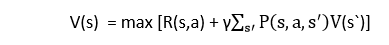 V(s) = max [R(s,a) + γ∑ₛ′ P(s, a, s′)V(s`)]